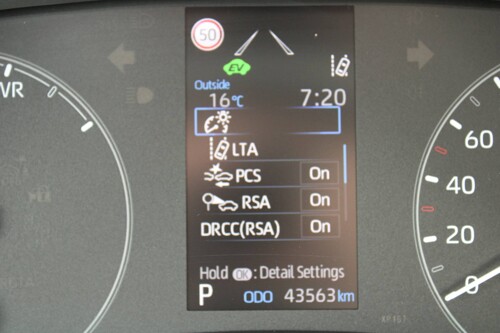 50
EV
Outside
16°C 7:20
LTA
PCS On
RSA On
DRCC(RSA) On
Hold OK : Detail Settings
P ODO 43563 km
60
40
20
0